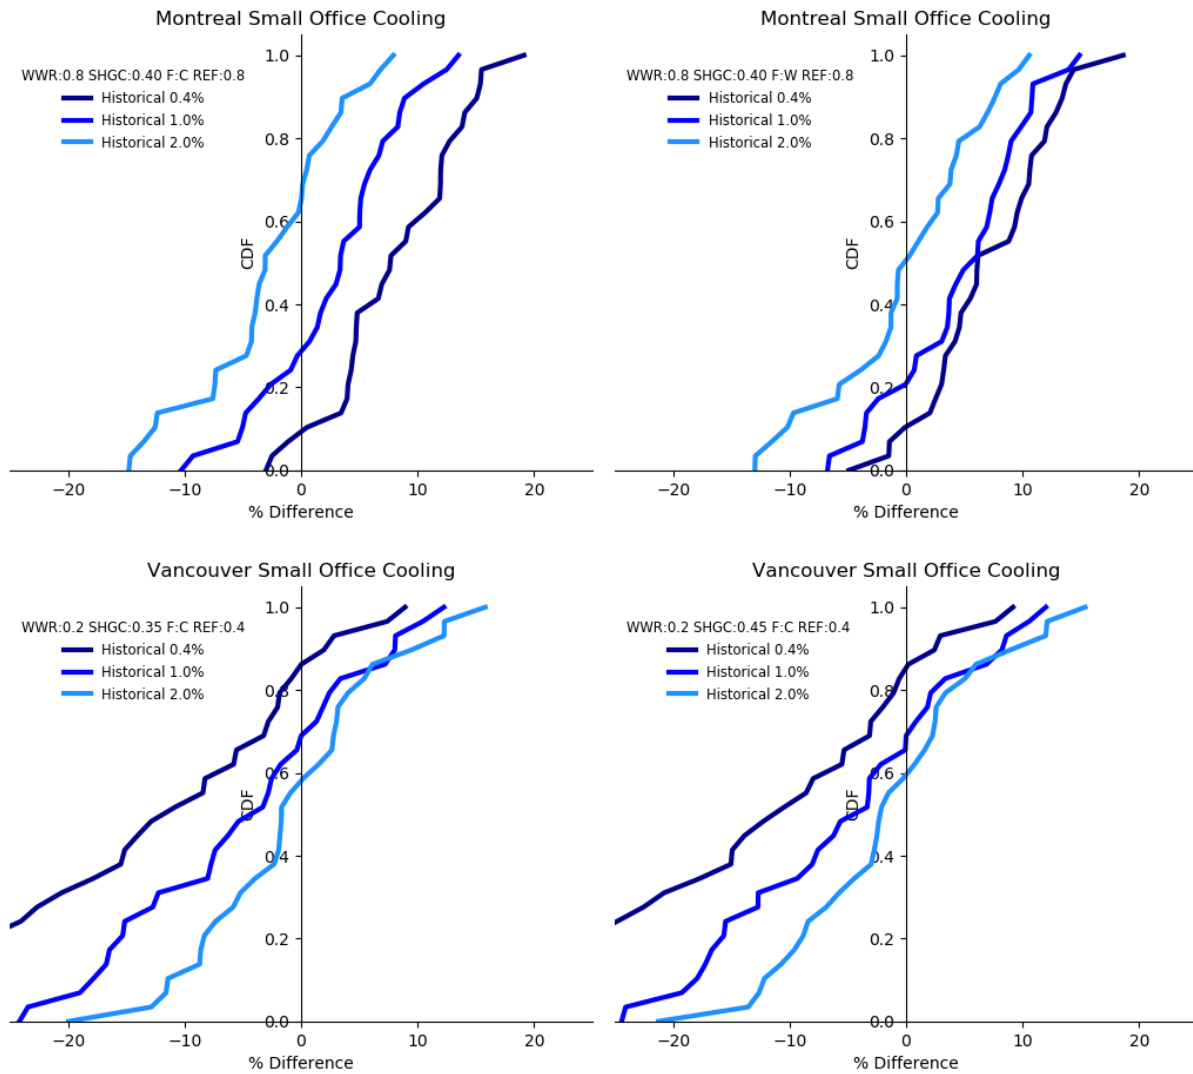 Montreal Small Office Cooling
1.0
WWR:0.8 SHGC:0.40 F:C REF:0.8
Historical 0.4%
Historical 1.0%
Historical 2.0%
0.8
0.6
CDF
0.4
0.2
0.0
−20 −10 0 10 20
% Difference
Montreal Small Office Cooling
1.0
WWR:0.8 SHGC:0.40 F:W REF:0.8
Historical 0.4%
Historical 1.0%
Historical 2.0%
0.8
0.6
CDF
0.4
0.2
0.0
−20 −10 0 10 20
% Difference
Vancouver Small Office Cooling
1.0
WWR:0.2 SHGC:0.35 F:C REF:0.4
Historical 0.4%
Historical 1.0%
Historical 2.0%
0.8
0.6
CDF
0.4
0.2
0.0
−20 −10 0 10 20
% Difference
Vancouver Small Office Cooling
1.0
WWR:0.2 SHGC:0.45 F:C REF:0.4
Historical 0.4%
Historical 1.0%
Historical 2.0%
0.8
0.6
CDF
0.4
0.2
0.0
−20 −10 0 10 20
% Difference